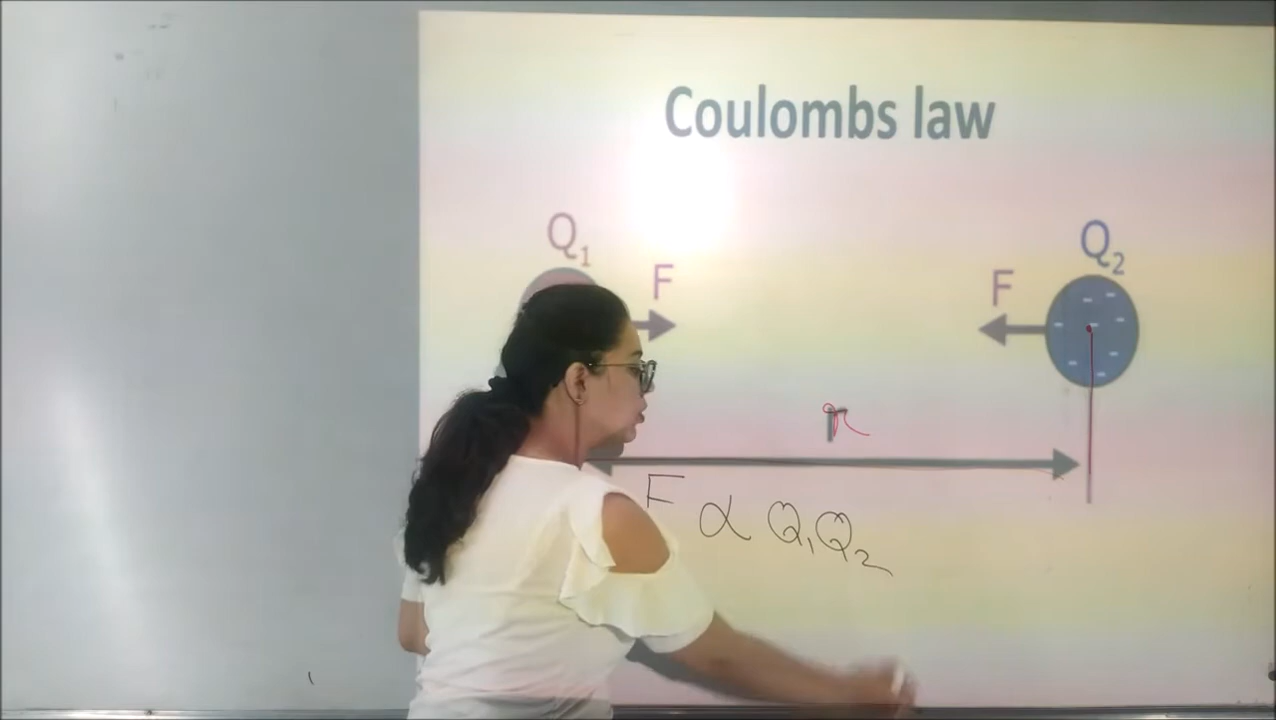 Coulombs law
Q₁
Q₂
F
F
r
F ∝ Q₁Q₂